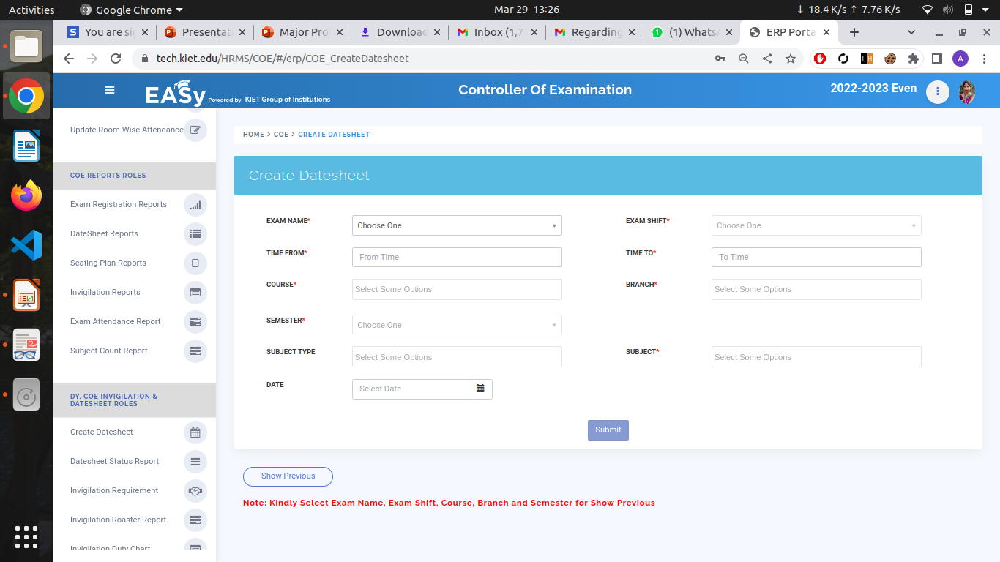 Activities
Google Chrome
Mar 29 13:26
↓ 18.4 K/s ↑ 7.76 K/s
You are si
Presentat
Major Pro
Download
Inbox (1,7
Regarding
(1) Whats
ERP Porta
tech.kiet.edu/HRMS/COE/#/erp/COE_CreateDatesheet
A
EASy Powered by KIET Group of Institutions
Controller Of Examination
2022-2023 Even
Update Room-Wise Attendance
COE REPORTS ROLES
Exam Registration Reports
DateSheet Reports
Seating Plan Reports
Invigilation Reports
Exam Attendance Report
Subject Count Report
DY. COE INVIGILATION &
DATESHEET ROLES
Create Datesheet
Datesheet Status Report
Invigilation Requirement
Invigilation Roaster Report
Invigilation Duty Chart
HOME > COE > CREATE DATESHEET
Create Datesheet
EXAM NAME* Choose One
EXAM SHIFT* Choose One
TIME FROM* From Time
TIME TO* To Time
COURSE* Select Some Options
BRANCH* Select Some Options
SEMESTER* Choose One
SUBJECT TYPE Select Some Options
SUBJECT* Select Some Options
DATE Select Date
Submit
Show Previous
Note: Kindly Select Exam Name, Exam Shift, Course, Branch and Semester for Show Previous